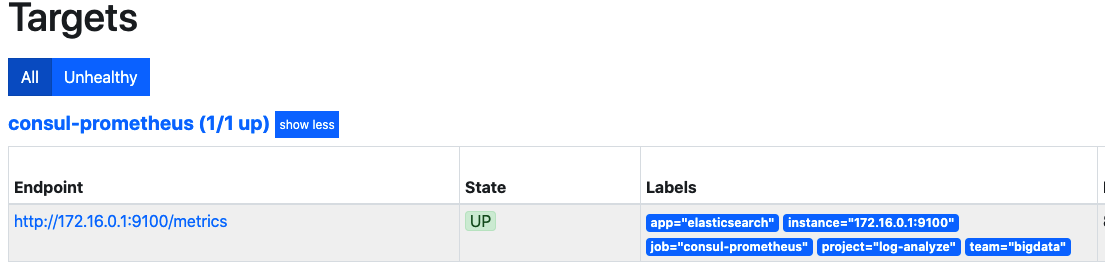 Targets
All Unhealthy
consul-prometheus (1/1 up) show less
Endpoint State Labels
http://172.16.0.1:9100/metrics UP app="elasticsearch" instance="172.16.0.1:9100"
job="consul-prometheus" project="log-analyze" team="bigdata"